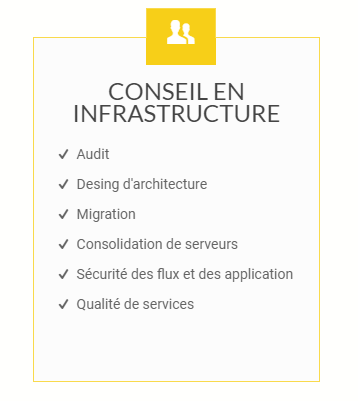 CONSEIL EN
INFRASTRUCTURE
Audit
Desing d'architecture
Migration
Consolidation de serveurs
Sécurité des flux et des application
Qualité de services